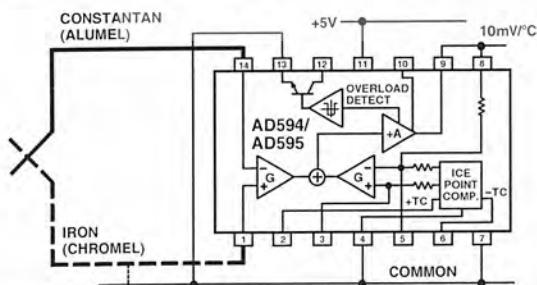 CONSTANTAN
(ALUMEL)
+5V
10mV/°C
14 13 12 11 10 9 8
OVERLOAD
DETECT
AD594/
AD595
+A
− G +
− G +
ICE
POINT
COMP.
+TC
−TC
IRON
(CHROMEL)
1 2 3 4 5 6 7
COMMON